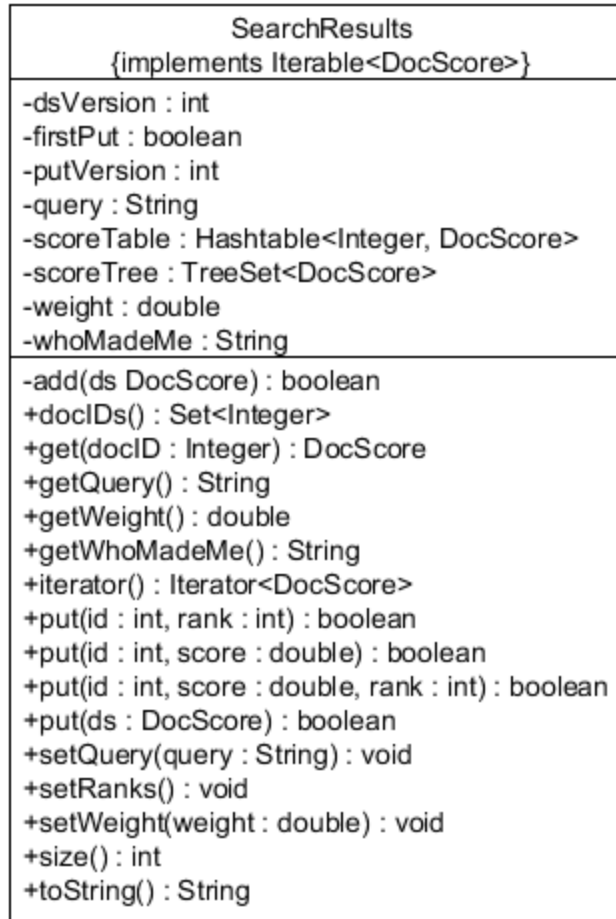 SearchResults
{implements Iterable<DocScore>}
-dsVersion : int
-firstPut : boolean
-putVersion : int
-query : String
-scoreTable : Hashtable<Integer, DocScore>
-scoreTree : TreeSet<DocScore>
-weight : double
-whoMadeMe : String
-add(ds DocScore) : boolean
+docIDs() : Set<Integer>
+get(docID : Integer) : DocScore
+getQuery() : String
+getWeight() : double
+getWhoMadeMe() : String
+iterator() : Iterator<DocScore>
+put(id : int, rank : int) : boolean
+put(id : int, score : double) : boolean
+put(id : int, score : double, rank : int) : boolean
+put(ds : DocScore) : boolean
+setQuery(query : String) : void
+setRanks() : void
+setWeight(weight : double) : void
+size() : int
+toString() : String